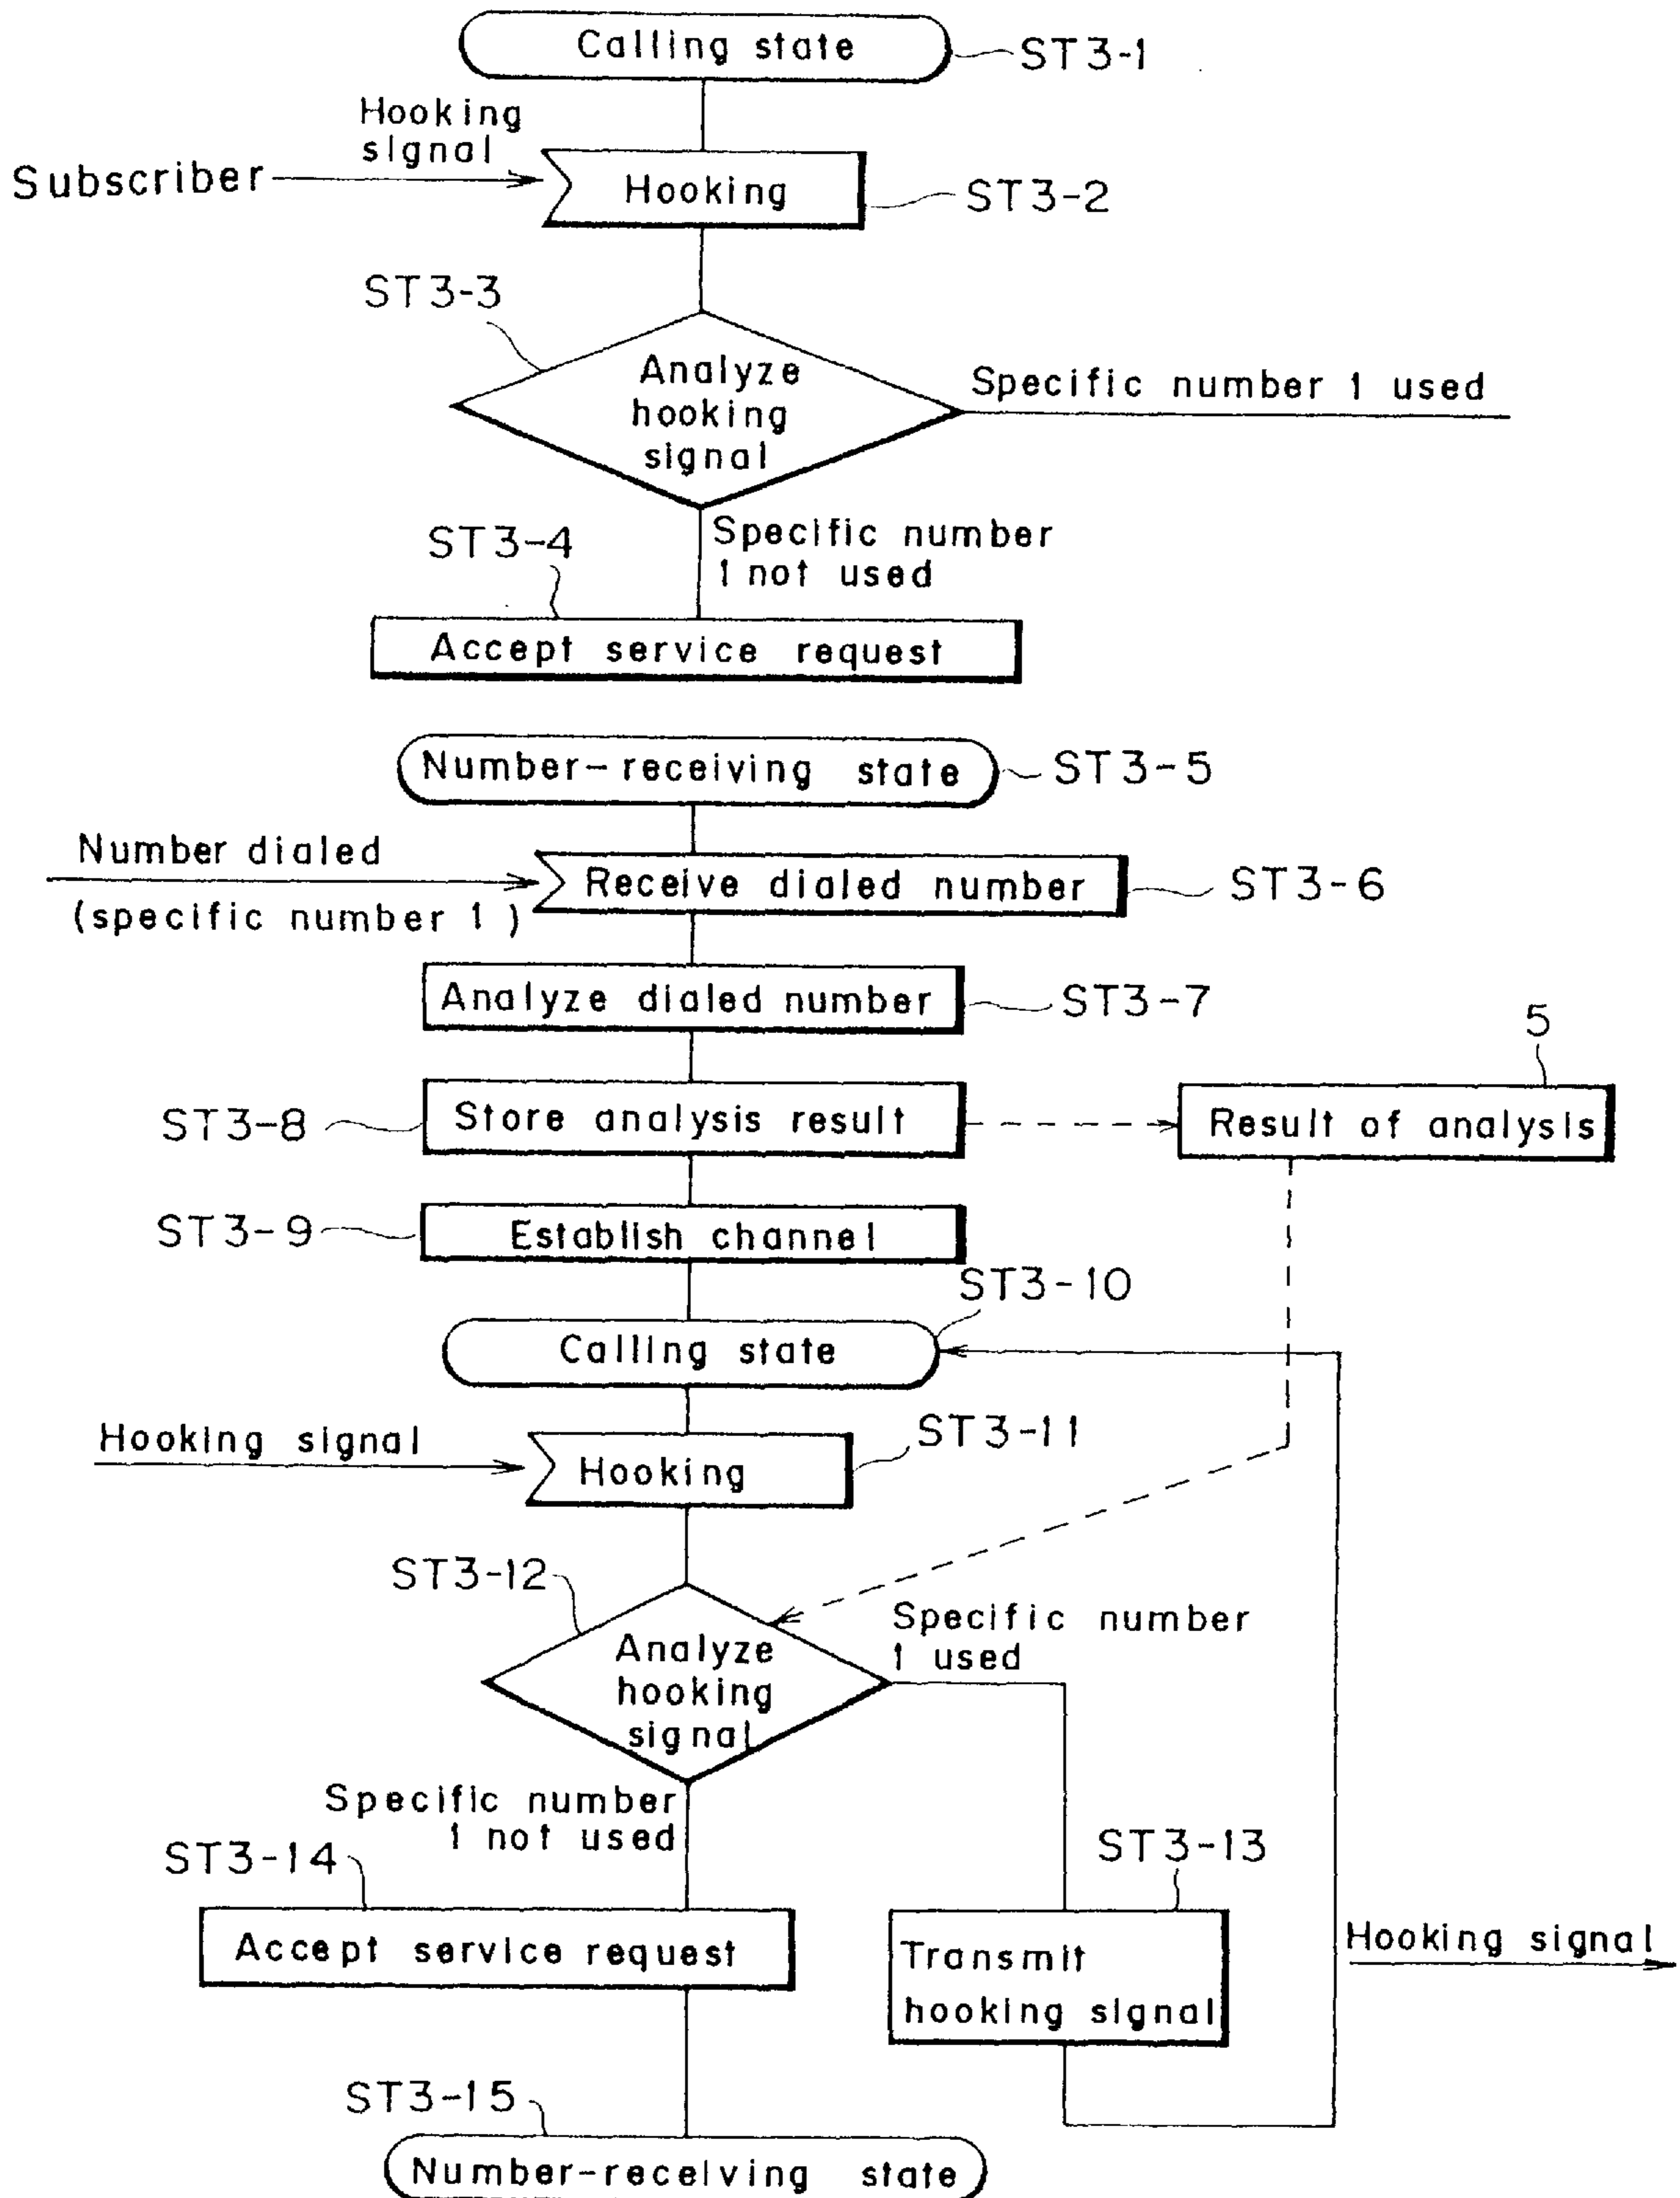 Calling state
ST3-1
Hooking
signal
Subscriber
Hooking
ST3-2
ST3-3
Analyze
hooking
signal
Specific number 1 used
ST3-4
Specific number
1 not used
Accept service request
Number-receiving state
ST3-5
Number dialed
(specific number 1)
Receive dialed number
ST3-6
Analyze dialed number
ST3-7
5
ST3-8
Store analysis result
Result of analysis
ST3-9
Establish channel
ST3-10
Calling state
Hooking signal
Hooking
ST3-11
ST3-12
Analyze
hooking
signal
Specific number
1 used
Specific number
1 not used
ST3-14
ST3-13
Accept service request
Transmit
hooking signal
Hooking signal
ST3-15
Number-receiving state